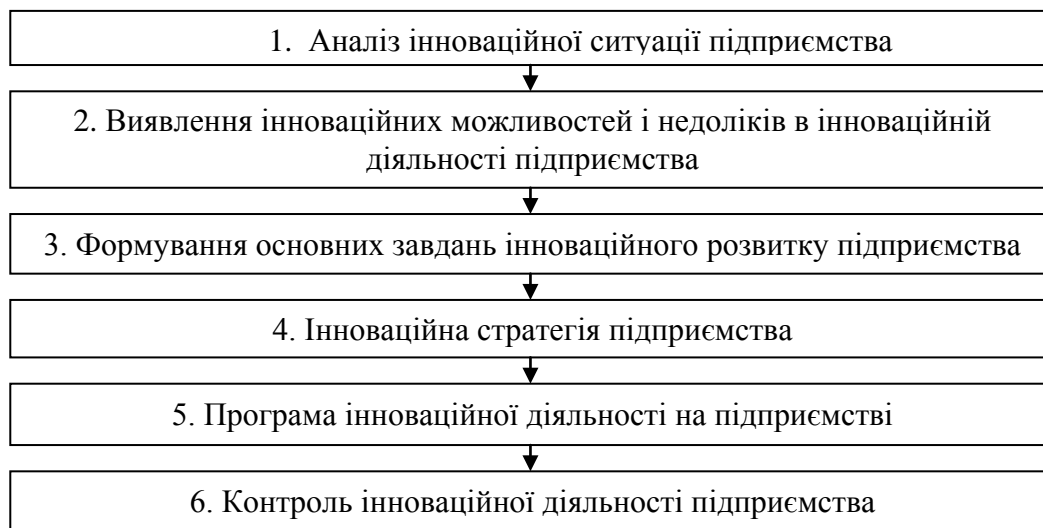 1. Аналіз інноваційної ситуації підприємства
2. Виявлення інноваційних можливостей і недоліків в інноваційній
діяльності підприємства
3. Формування основних завдань інноваційного розвитку підприємства
4. Інноваційна стратегія підприємства
5. Програма інноваційної діяльності на підприємстві
6. Контроль інноваційної діяльності підприємства